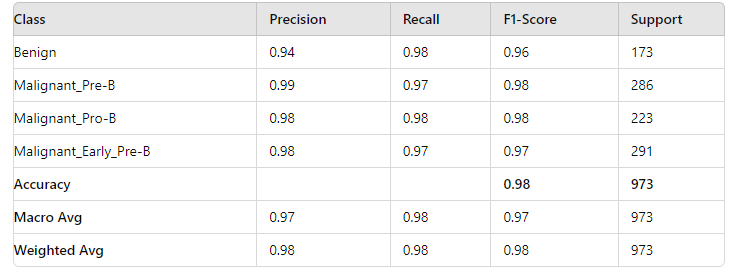 Class Precision Recall F1-Score Support
Benign 0.94 0.98 0.96 173
Malignant_Pre-B 0.99 0.97 0.98 286
Malignant_Pro-B 0.98 0.98 0.98 223
Malignant_Early_Pre-B 0.98 0.97 0.97 291
Accuracy 0.98 973
Macro Avg 0.97 0.98 0.97 973
Weighted Avg 0.98 0.98 0.98 973